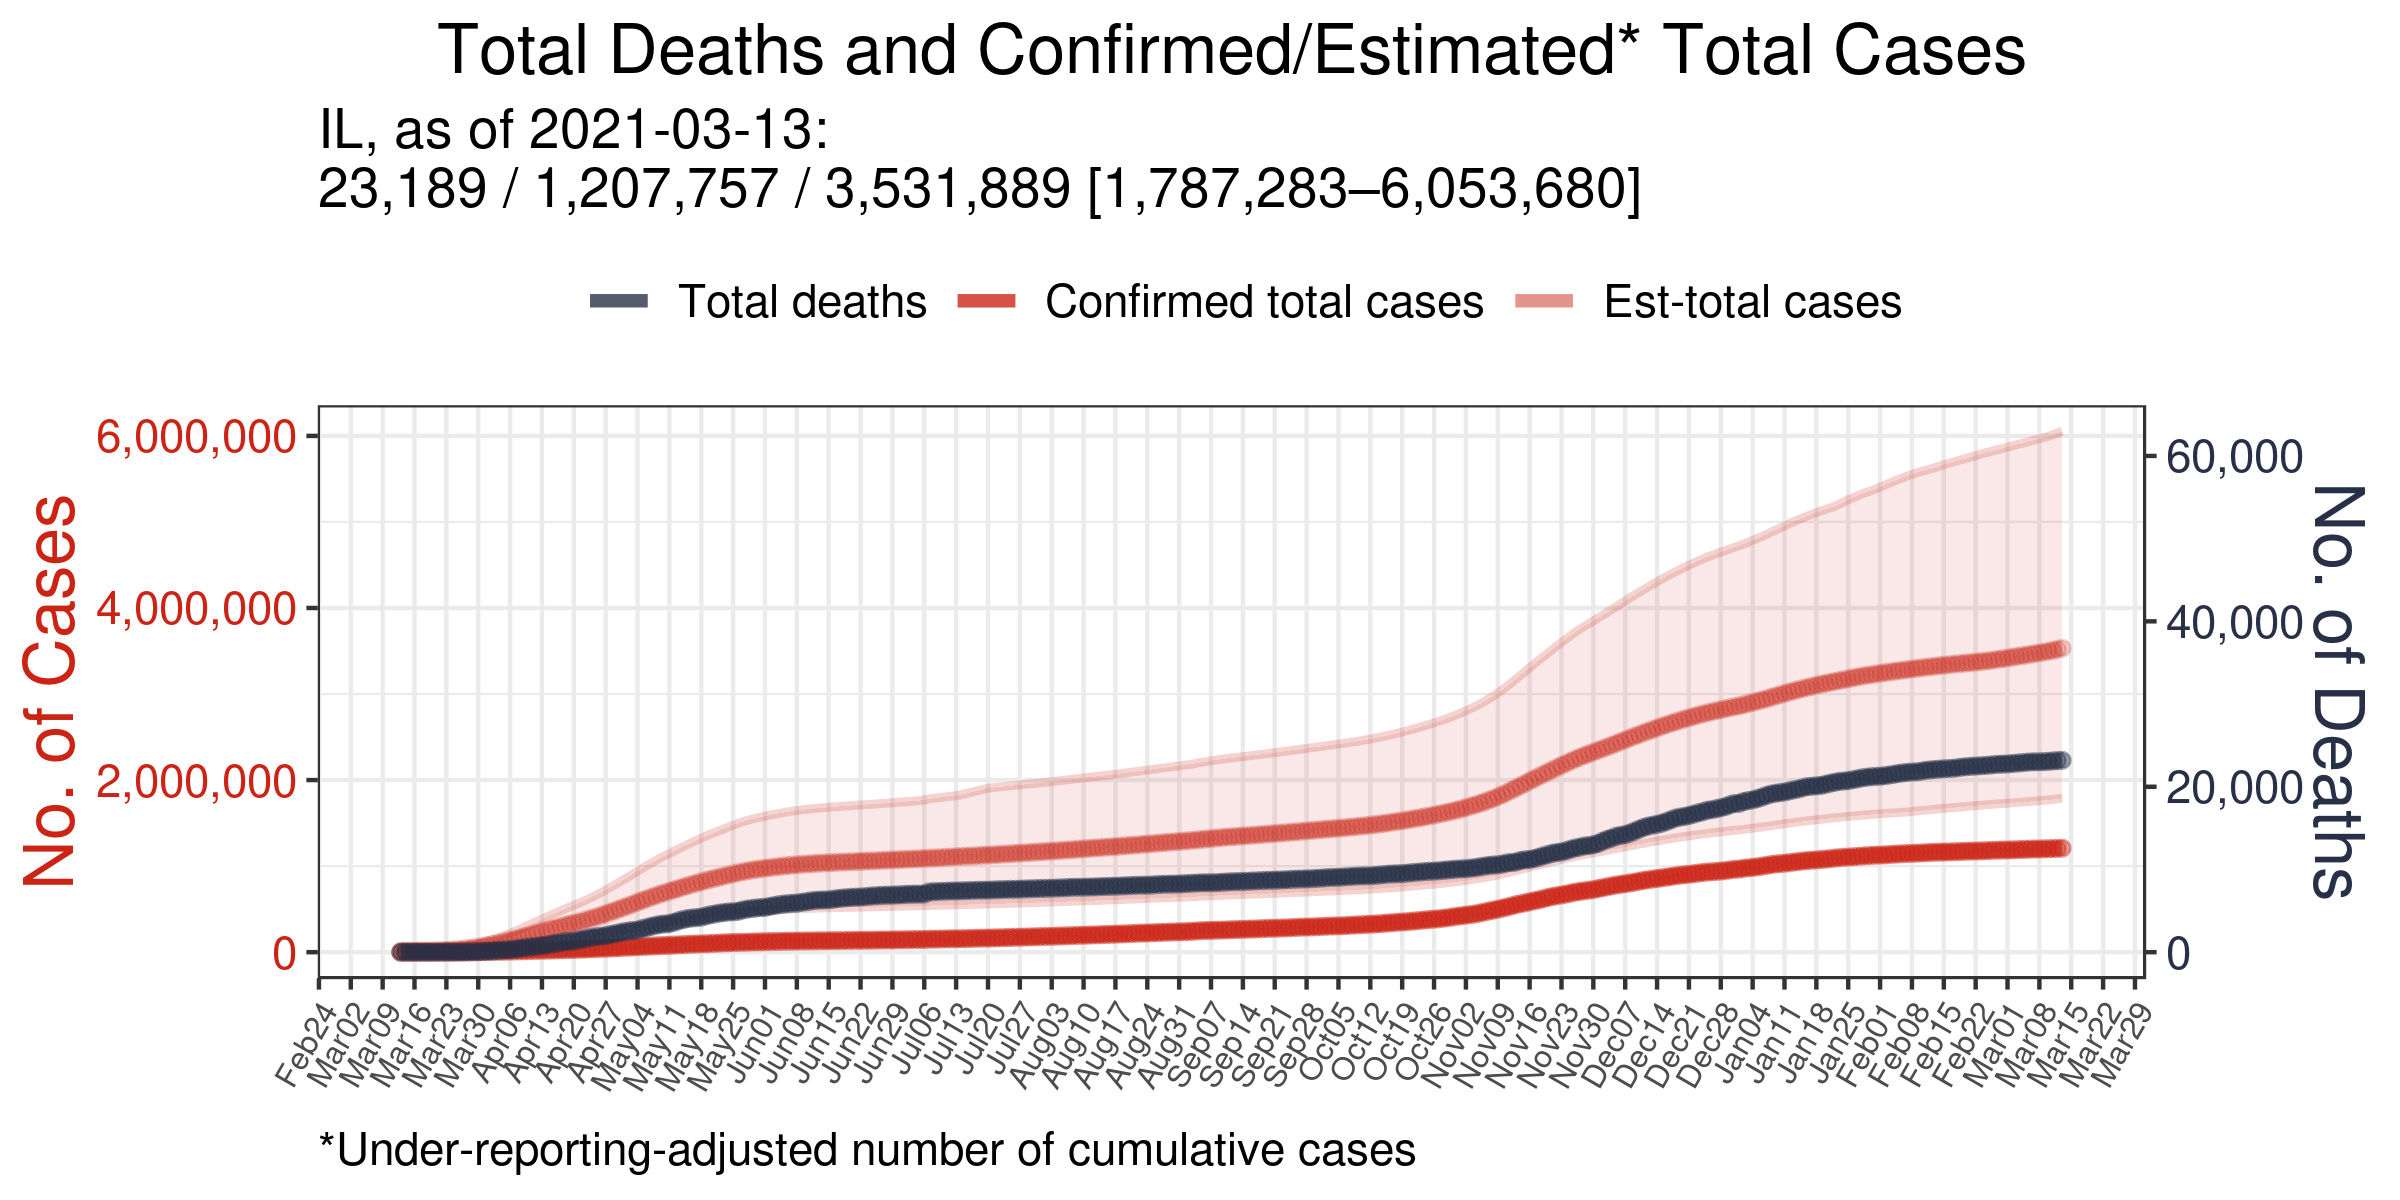 Total Deaths and Confirmed/Estimated* Total Cases
IL, as of 2021-03-13:
23,189 / 1,207,757 / 3,531,889 [1,787,283–6,053,680]
Total deaths
Confirmed total cases
Est-total cases
No. of Cases
6,000,000
4,000,000
2,000,000
0
60,000
40,000
20,000
0
No. of Deaths
Feb24
Mar02
Mar09
Mar16
Mar23
Mar30
Apr06
Apr13
Apr20
Apr27
May04
May11
May18
May25
Jun01
Jun08
Jun15
Jun22
Jun29
Jul06
Jul13
Jul20
Jul27
Aug03
Aug10
Aug17
Aug24
Aug31
Sep07
Sep14
Sep21
Sep28
Oct05
Oct12
Oct19
Oct26
Nov02
Nov09
Nov16
Nov23
Nov30
Dec07
Dec14
Dec21
Dec28
Jan04
Jan11
Jan18
Jan25
Feb01
Feb08
Feb15
Feb22
Mar01
Mar08
Mar15
Mar22
Mar29
*Under-reporting-adjusted number of cumulative cases